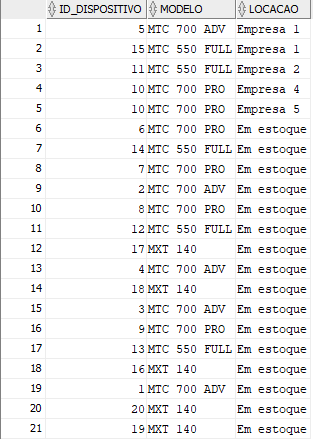 ID_DISPOSITIVO MODELO LOCACAO
1 5 MTC 700 ADV Empresa 1
2 15 MTC 550 FULL Empresa 1
3 11 MTC 550 FULL Empresa 2
4 10 MTC 700 PRO Empresa 4
5 10 MTC 700 PRO Empresa 5
6 6 MTC 700 PRO Em estoque
7 14 MTC 550 FULL Em estoque
8 7 MTC 700 PRO Em estoque
9 2 MTC 700 ADV Em estoque
10 8 MTC 700 PRO Em estoque
11 12 MTC 550 FULL Em estoque
12 17 MXT 140 Em estoque
13 4 MTC 700 ADV Em estoque
14 18 MXT 140 Em estoque
15 3 MTC 700 ADV Em estoque
16 9 MTC 700 PRO Em estoque
17 13 MTC 550 FULL Em estoque
18 16 MXT 140 Em estoque
19 1 MTC 700 ADV Em estoque
20 20 MXT 140 Em estoque
21 19 MXT 140 Em estoque